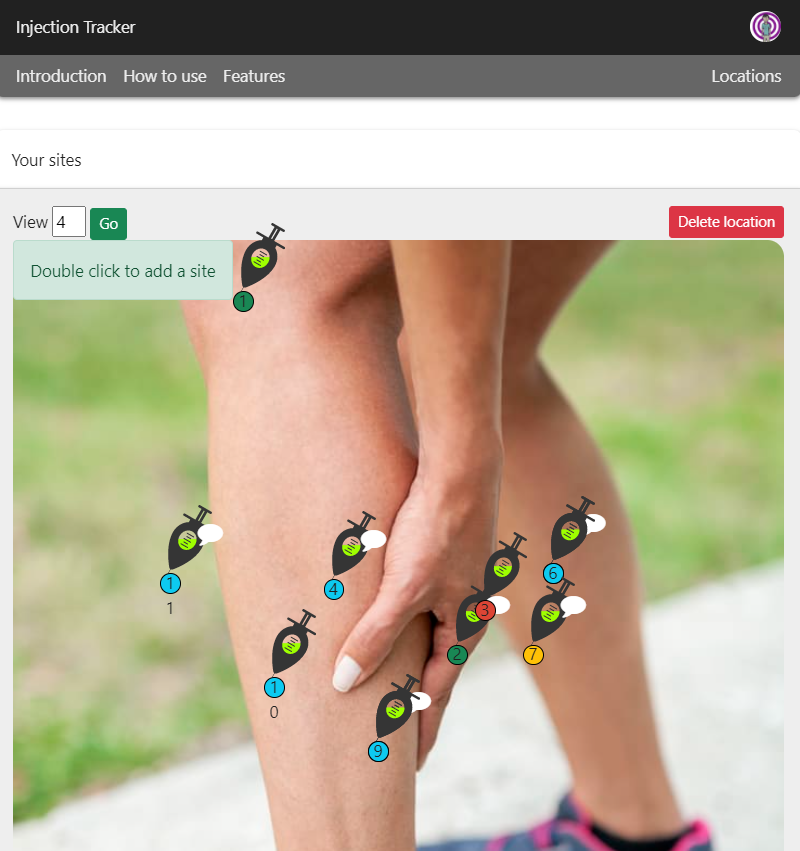 Injection Tracker
Introduction How to use Features Locations
Your sites
View 4 Go Delete location
Double click to add a site
1
1
1
4
6
3
2
7
1
0
9